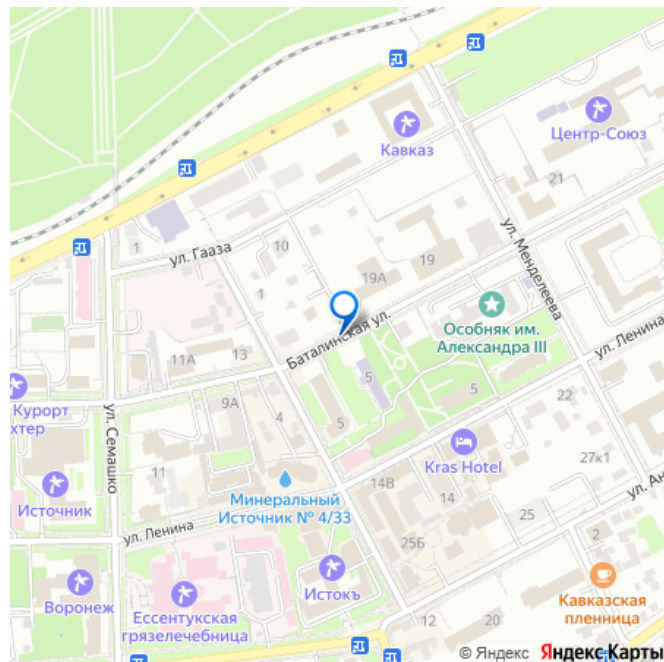 Кавказ
Центр-Союз
21
ул. Гааза
10
1
ул. Менделеева
19А
19
1
Баталинская ул.
Особняк им.
Александра III
ул. Ленина
11А
13
Курорт
хтер
ул. Семашко
9А
4
5
5
5
22
Kras Hotel
27к1
11
Источник
Минеральный
Источник № 4/33
14В
14
ул. Ан
ул. Ленина
25
25Б
2
Истокъ
Воронеж
Ессентукская
грязелечебница
Кавказская
пленница
12
20
© Яндекс Яндекс Карты